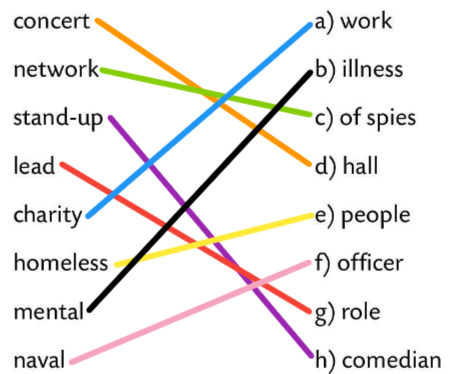 concert a) work
network b) illness
stand-up c) of spies
lead d) hall
charity e) people
homeless f) officer
mental g) role
naval h) comedian